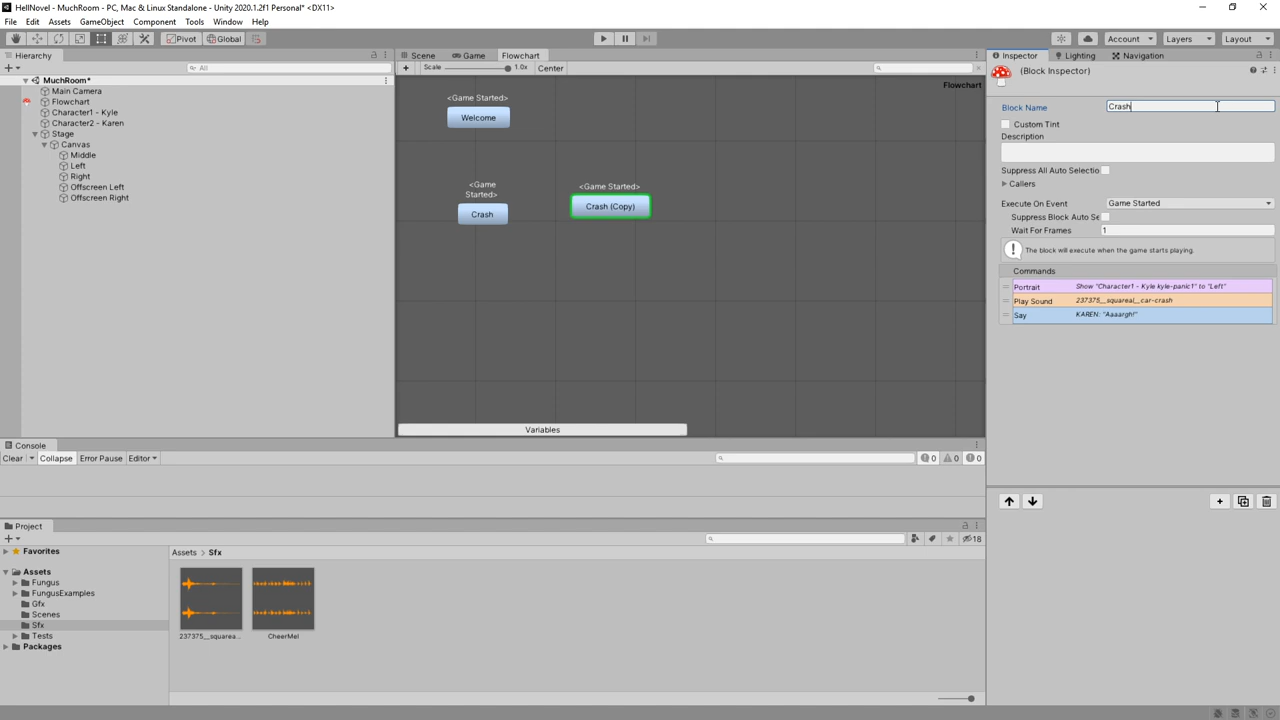 HellNovel - MuchRoom - PC, Mac & Linux Standalone - Unity 2020.1.2f1 Personal* <DX11>
File Edit Assets GameObject Component Tools Window Help
Pivot Global Account Layers Layout
Hierarchy
All
MuchRoom*
Main Camera
Flowchart
Character1 - Kyle
Character2 - Karen
Stage
Canvas
Middle
Left
Right
Offscreen Left
Offscreen Right
Scene Game Flowchart
Scale 1.0x Center
Flowchart
<Game Started>
Welcome
<Game
Started>
Crash
<Game Started>
Crash (Copy)
Variables
Inspector Lighting Navigation
(Block Inspector)
Block Name Crash
Custom Tint
Description
Suppress All Auto Selectio
Callers
Execute On Event Game Started
Suppress Block Auto Se
Wait For Frames 1
The block will execute when the game starts playing.
Commands
Portrait Show "Character1 - Kyle kyle-panic1" to "Left"
Play Sound 237375__squareal__car-crash
Say KAREN: "Aaaargh!"
Console
Clear Collapse Error Pause Editor 0 0 0
Project
18
Favorites
Assets
Fungus
FungusExamples
Gfx
Scenes
Sfx
Tests
Packages
Assets > Sfx
237375__squarea...
CheerMel